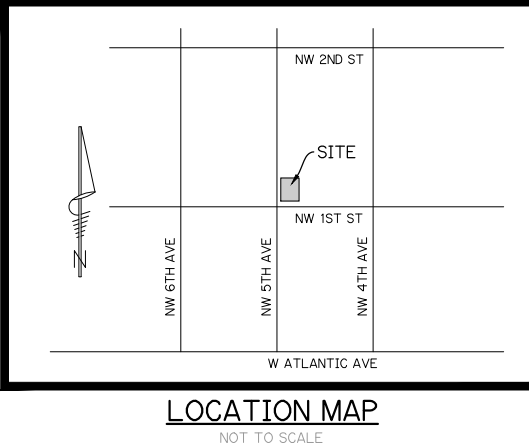 NW 2ND ST
SITE
NW 1ST ST
NW 6TH AVE
NW 5TH AVE
NW 4TH AVE
N
W ATLANTIC AVE
LOCATION MAP
NOT TO SCALE